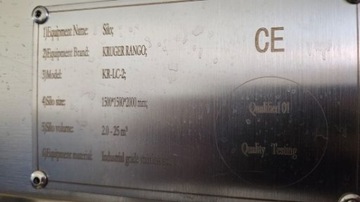 1)Equipment Name: Silo;
2)Equipment Brand: KRUGER RANGO;
3)Model: KR-LC-2;
4)Silo size: 1500*1500*2000 mm;
5)Silo volume: 2.0 - 25 m³
6)Equipment material: Industrial grade
CE
Qualified 01
Quality Testing